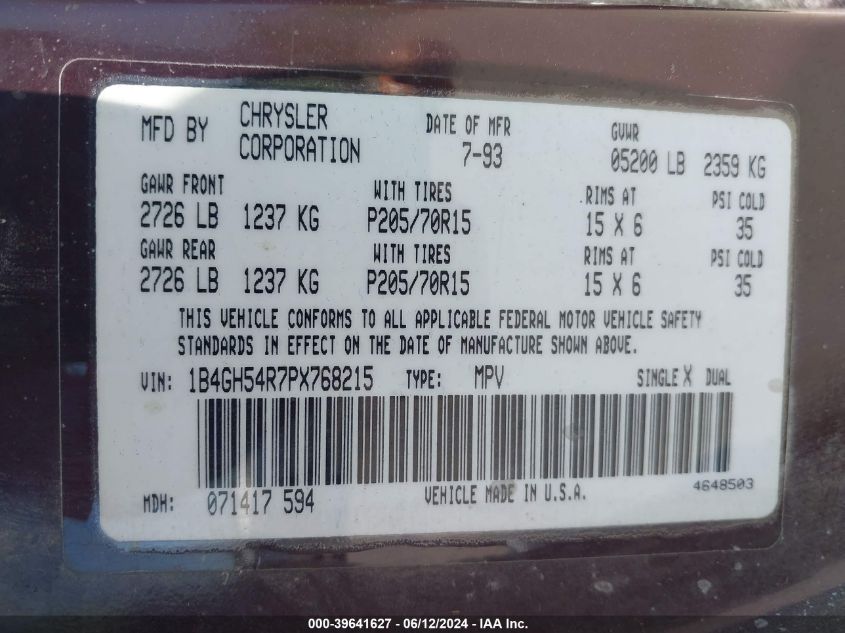 MFD BY CHRYSLER CORPORATION DATE OF MFR 7-93 GVWR 05200 LB 2359 KG
GAWR FRONT WITH TIRES RIMS AT PSI COLD
2726 LB 1237 KG P205/70R15 15 X 6 35
GAWR REAR WITH TIRES RIMS AT PSI COLD
2726 LB 1237 KG P205/70R15 15 X 6 35
THIS VEHICLE CONFORMS TO ALL APPLICABLE FEDERAL MOTOR VEHICLE SAFETY
STANDARDS IN EFFECT ON THE DATE OF MANUFACTURE SHOWN ABOVE.
VIN: 1B4GH54R7PX768215 TYPE: MPV SINGLE X DUAL
MDH: 071417 594 VEHICLE MADE IN U.S.A. 4648503
000-39641627 - 06/12/2024 - IAA Inc.